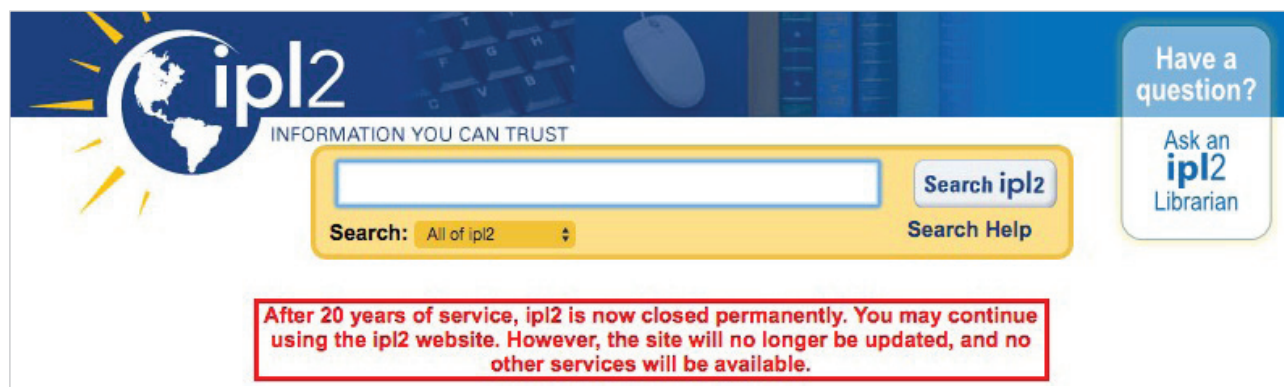 ipl2
INFORMATION YOU CAN TRUST
Search ipl2
Search: All of ipl2
Search Help
Have a
question?
Ask an
ipl2
Librarian
After 20 years of service, ipl2 is now closed permanently. You may continue
using the ipl2 website. However, the site will no longer be updated, and no
other services will be available.